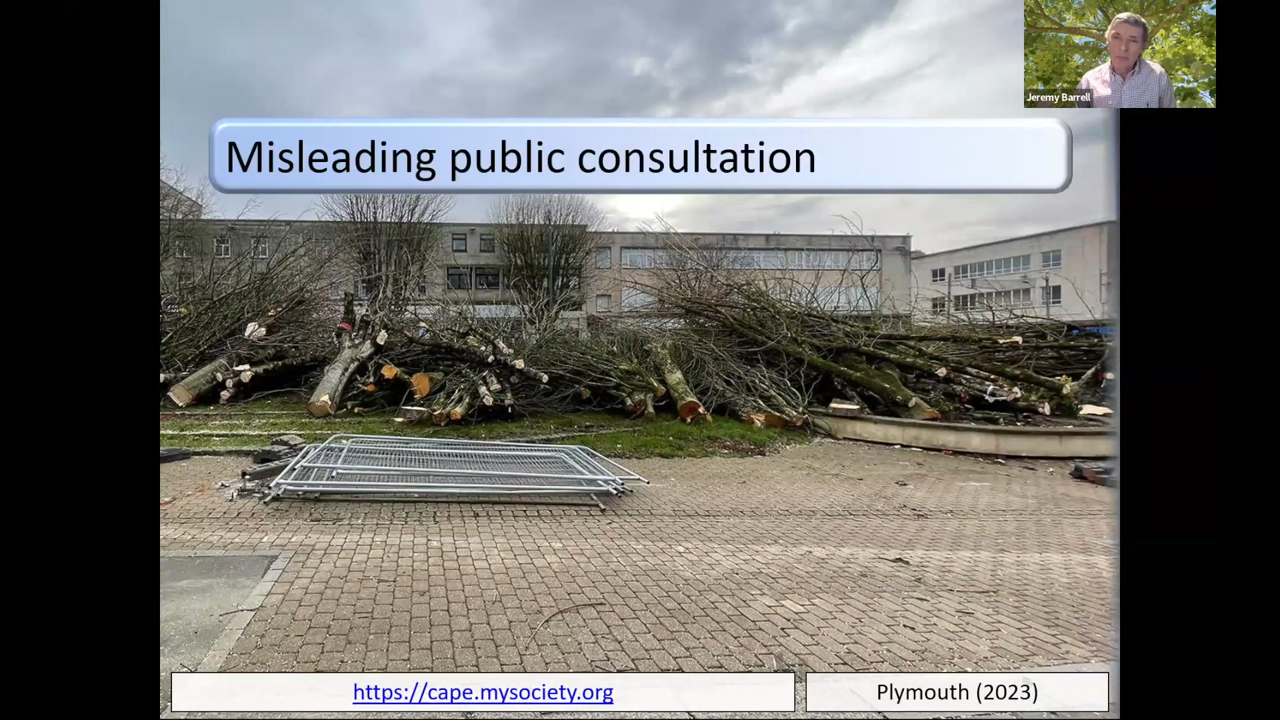 Jeremy Barrell
Misleading public consultation
https://cape.mysociety.org
Plymouth (2023)